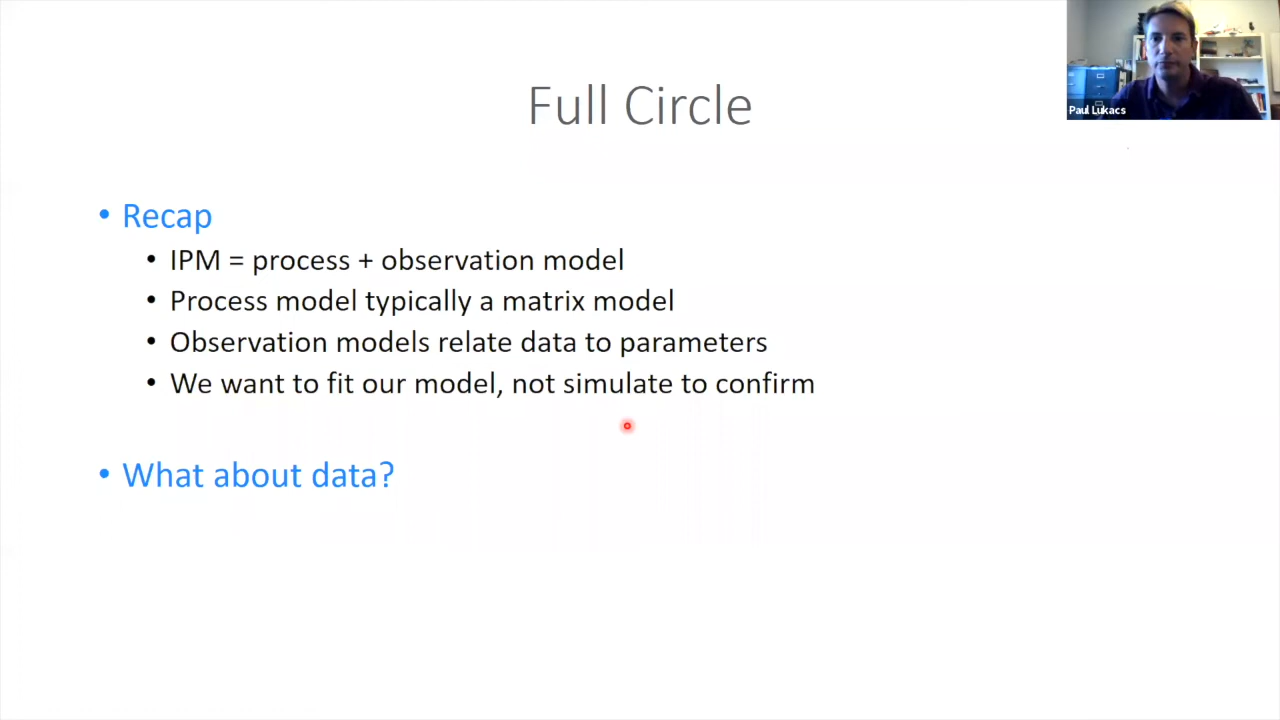 Full Circle
Paul Lukacs
• Recap
• IPM = process + observation model
• Process model typically a matrix model
• Observation models relate data to parameters
• We want to fit our model, not simulate to confirm
• What about data?